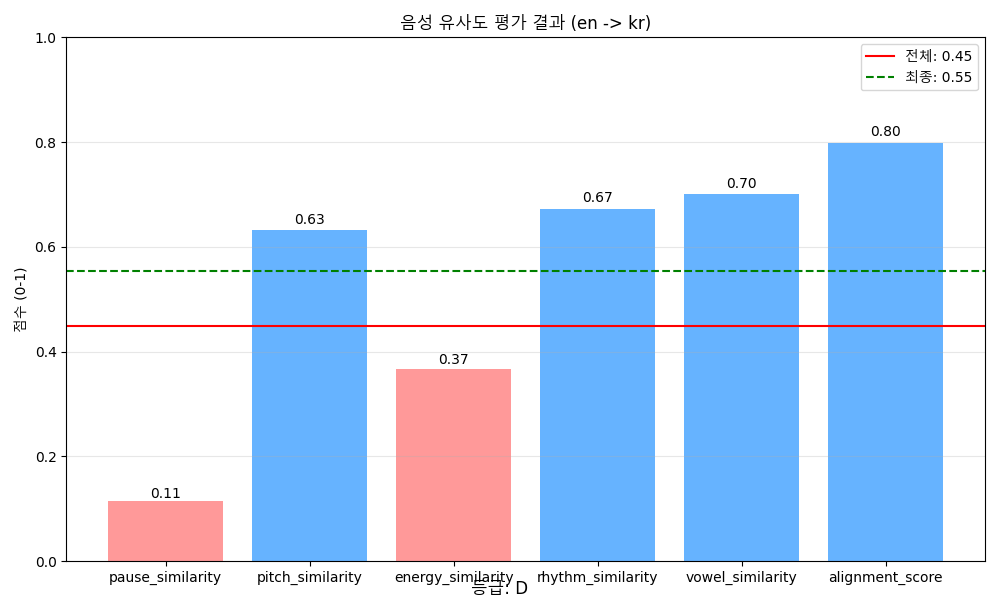 음성 유사도 평가 결과 (en -> kr)
전체: 0.45
최종: 0.55
점수 (0-1)
1.0
0.8
0.6
0.4
0.2
0.0
0.11
0.63
0.37
0.67
0.70
0.80
pause_similarity
pitch_similarity
energy_similarity
rhythm_similarity
vowel_similarity
alignment_score
등급: D